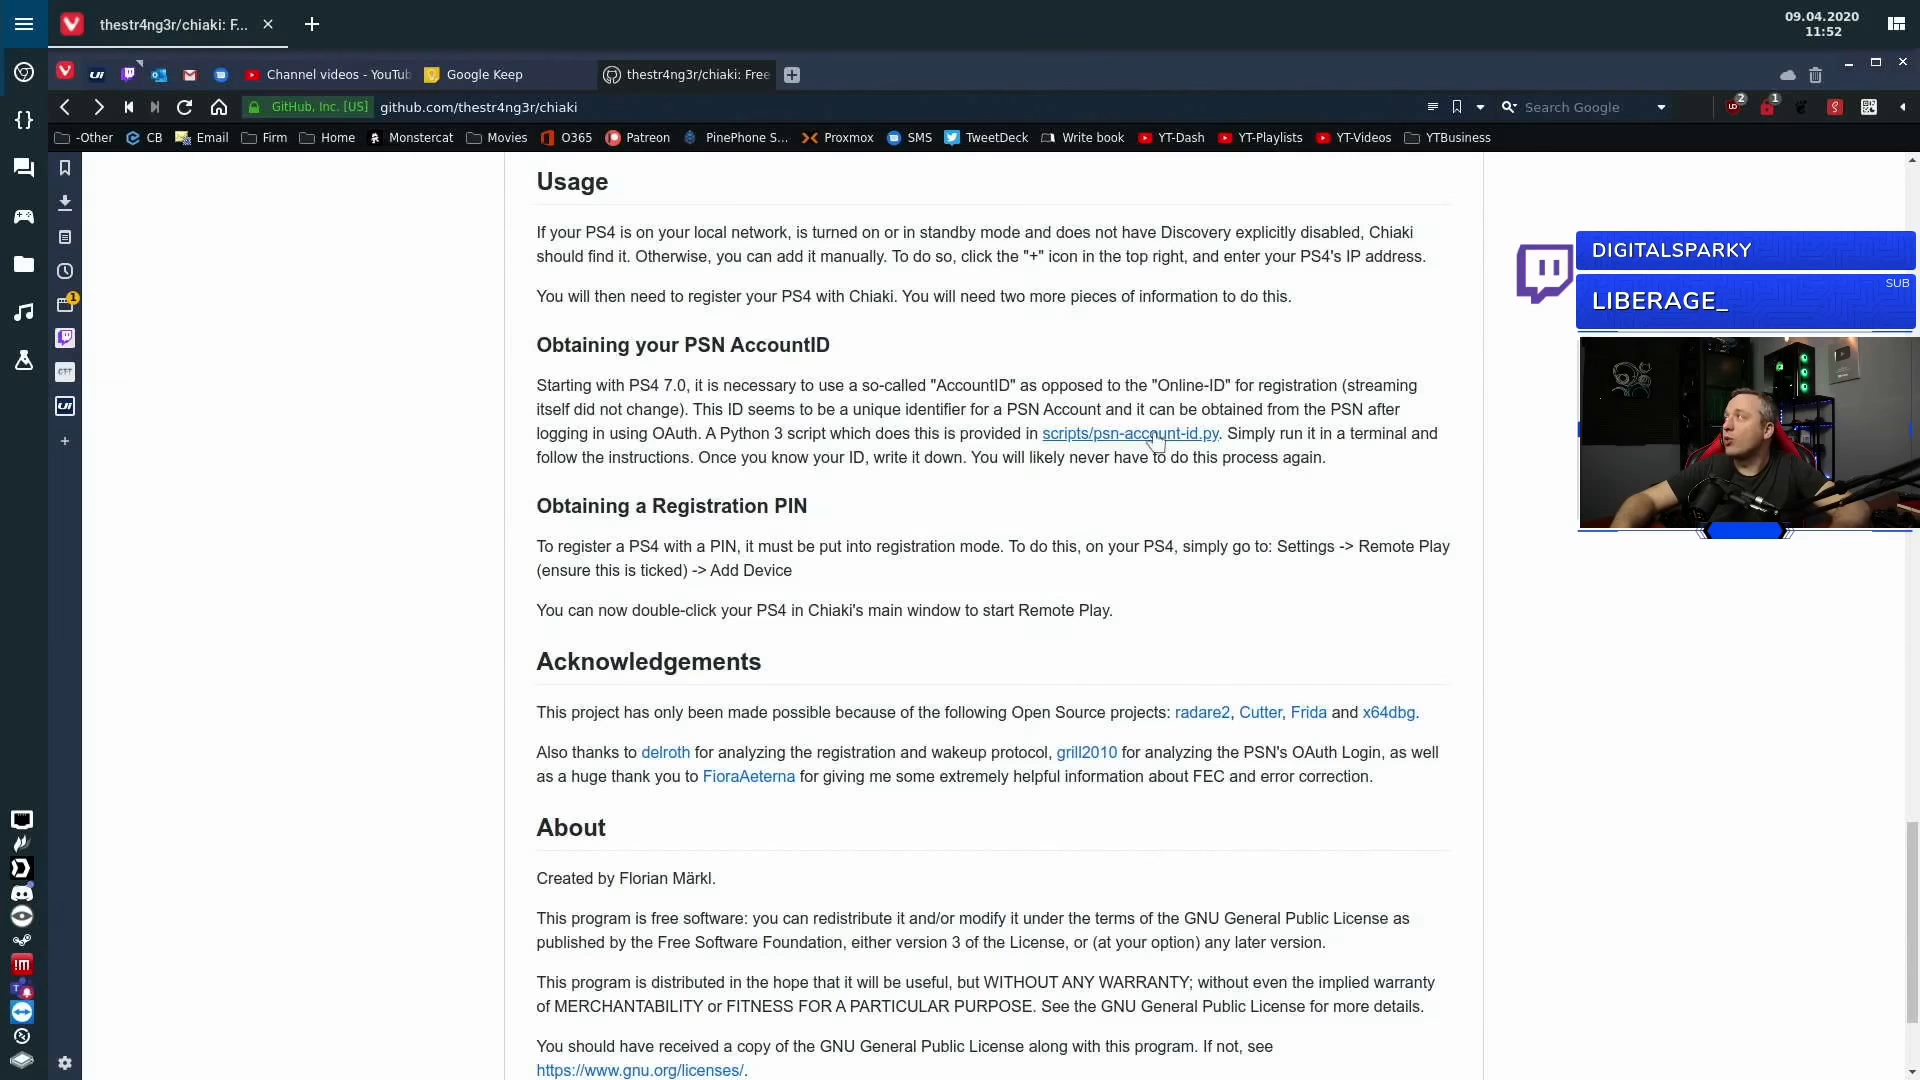 thestr4ng3r/chiaki: F...
09.04.2020
11:52
Channel videos - YouTub
Google Keep
thestr4ng3r/chiaki: Free
GitHub, Inc. [US]
github.com/thestr4ng3r/chiaki
Search Google
2
1
-Other
CB
Email
Firm
Home
Monstercat
Movies
O365
Patreon
PinePhone S...
Proxmox
SMS
TweetDeck
Write book
YT-Dash
YT-Playlists
YT-Videos
YTBusiness
Usage
If your PS4 is on your local network, is turned on or in standby mode and does not have Discovery explicitly disabled, Chiaki
should find it. Otherwise, you can add it manually. To do so, click the "+" icon in the top right, and enter your PS4's IP address.
You will then need to register your PS4 with Chiaki. You will need two more pieces of information to do this.
Obtaining your PSN AccountID
Starting with PS4 7.0, it is necessary to use a so-called "AccountID" as opposed to the "Online-ID" for registration (streaming
itself did not change). This ID seems to be a unique identifier for a PSN Account and it can be obtained from the PSN after
logging in using OAuth. A Python 3 script which does this is provided in scripts/psn-account-id.py. Simply run it in a terminal and
follow the instructions. Once you know your ID, write it down. You will likely never have to do this process again.
Obtaining a Registration PIN
To register a PS4 with a PIN, it must be put into registration mode. To do this, on your PS4, simply go to: Settings -> Remote Play
(ensure this is ticked) -> Add Device
You can now double-click your PS4 in Chiaki's main window to start Remote Play.
Acknowledgements
This project has only been made possible because of the following Open Source projects: radare2, Cutter, Frida and x64dbg.
Also thanks to delroth for analyzing the registration and wakeup protocol, grill2010 for analyzing the PSN's OAuth Login, as well
as a huge thank you to FioraAeterna for giving me some extremely helpful information about FEC and error correction.
About
Created by Florian Märkl.
This program is free software: you can redistribute it and/or modify it under the terms of the GNU General Public License as
published by the Free Software Foundation, either version 3 of the License, or (at your option) any later version.
This program is distributed in the hope that it will be useful, but WITHOUT ANY WARRANTY; without even the implied warranty
of MERCHANTABILITY or FITNESS FOR A PARTICULAR PURPOSE. See the GNU General Public License for more details.
You should have received a copy of the GNU General Public License along with this program. If not, see
https://www.gnu.org/licenses/.
DIGITALSPARKY
SUB
LIBERAGE_
1
CTT